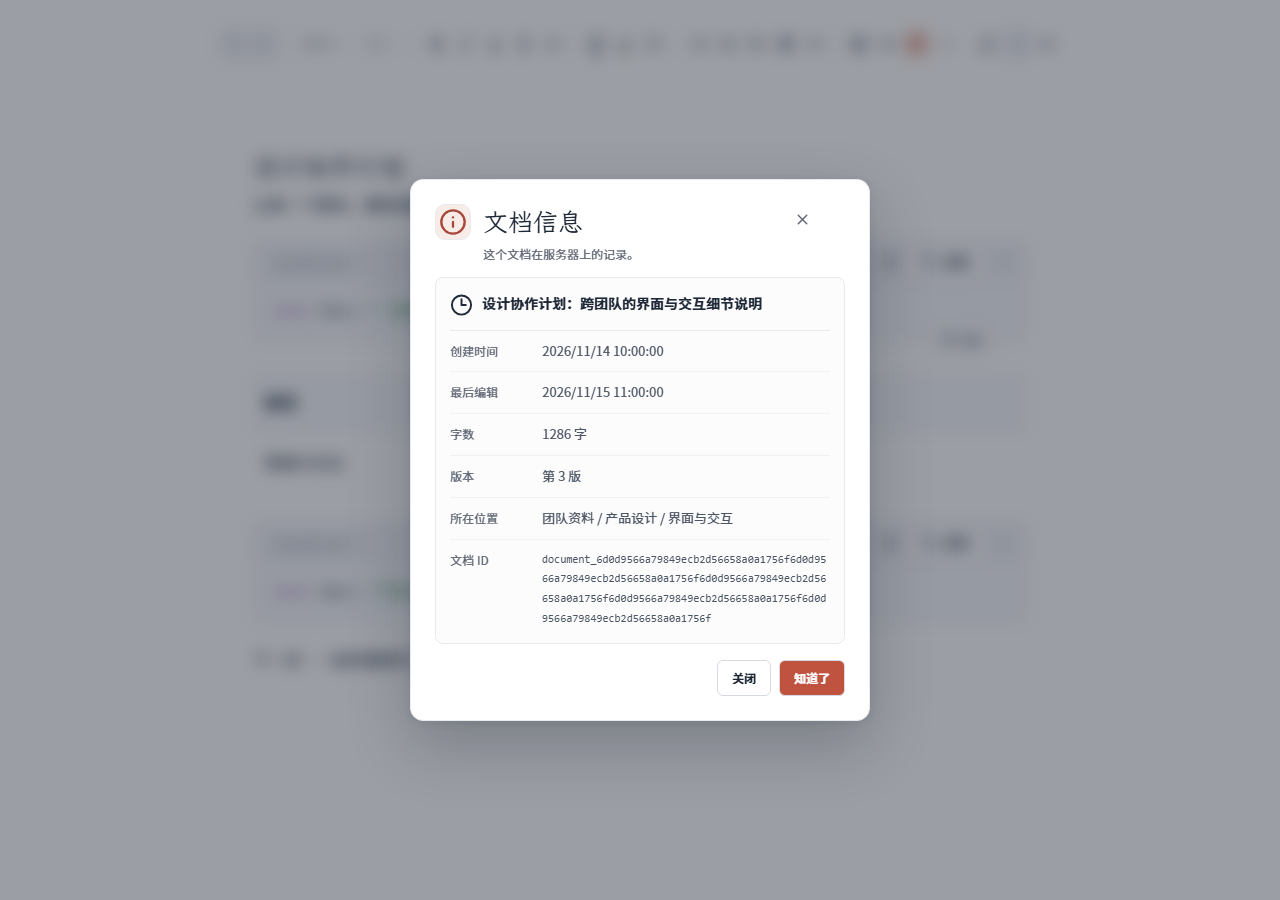 文档信息
这个文档在服务器上的记录。
设计协作计划：跨团队的界面与交互细节说明
创建时间 2026/11/14 10:00:00
最后编辑 2026/11/15 11:00:00
字数 1286 字
版本 第 3 版
所在位置 团队资料 / 产品设计 / 界面与交互
文档 ID document_6d0d9566a79849ecb2d56658a0a1756f6d0d95
66a79849ecb2d56658a0a1756f6d0d9566a79849ecb2d56
658a0a1756f6d0d9566a79849ecb2d56658a0a1756f6d0d
9566a79849ecb2d56658a0a1756f
关闭 知道了